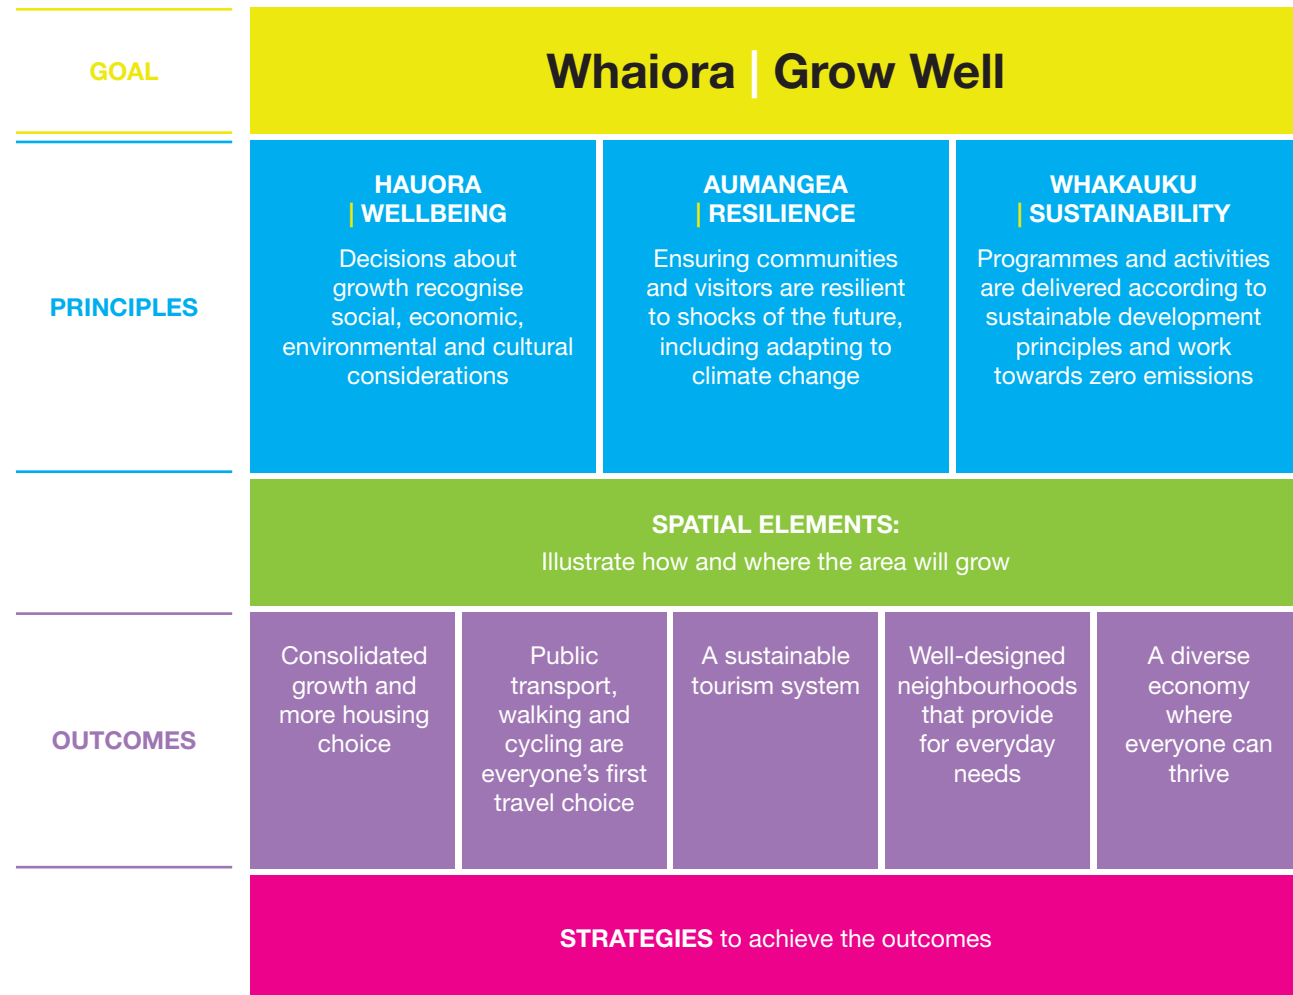 GOAL
Whaiora | Grow Well
PRINCIPLES
HAUORA
| WELLBEING
Decisions about
growth recognise
social, economic,
environmental and cultural
considerations
AUMANGEA
| RESILIENCE
Ensuring communities
and visitors are resilient
to shocks of the future,
including adapting to
climate change
WHAKAUKU
| SUSTAINABILITY
Programmes and activities
are delivered according to
sustainable development
principles and work
towards zero emissions
SPATIAL ELEMENTS:
Illustrate how and where the area will grow
OUTCOMES
Consolidated
growth and
more housing
choice
Public
transport,
walking and
cycling are
everyone’s first
travel choice
A sustainable
tourism system
Well-designed
neighbourhoods
that provide
for everyday
needs
A diverse
economy
where
everyone can
thrive
STRATEGIES to achieve the outcomes